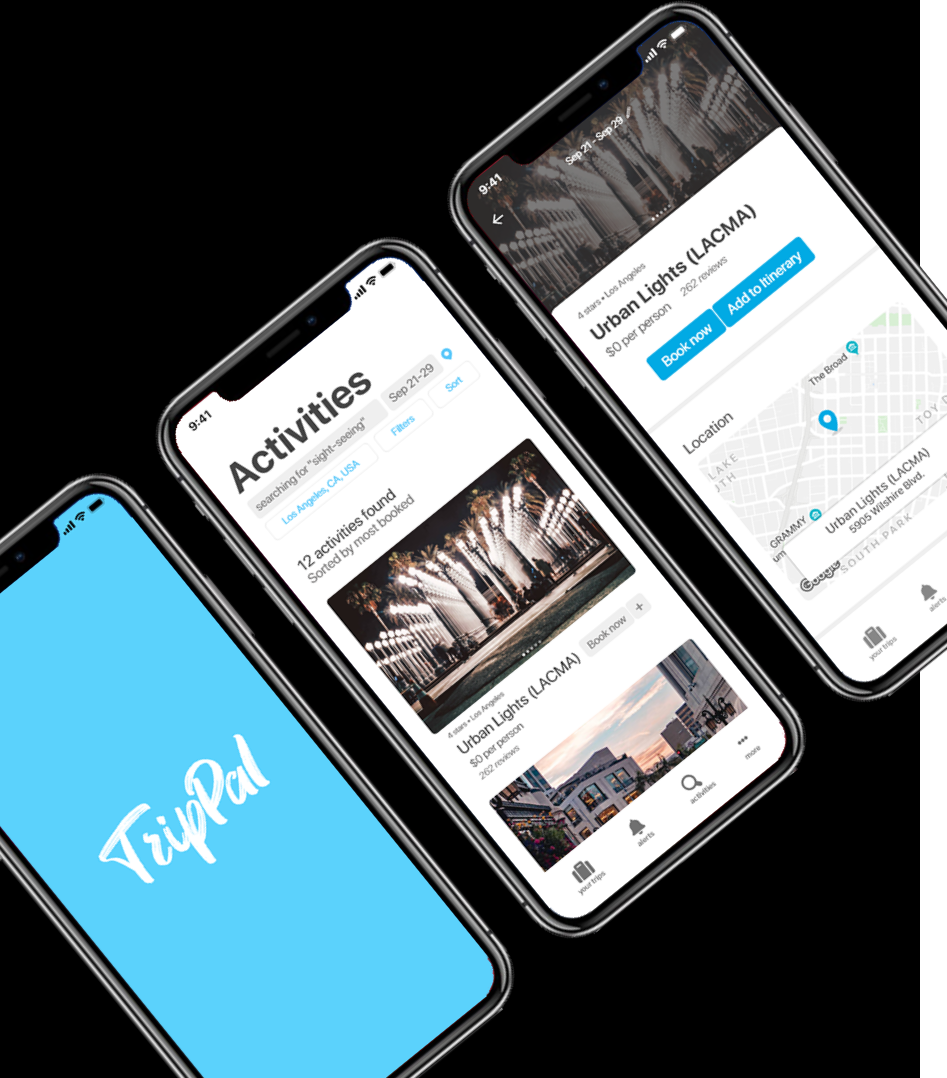 TripPal
9:41
Activities
searching for "sight-seeing"
Sep 21-29
Los Angeles, CA, USA
Filters
Sort
12 activities found
Sorted by most booked
4 stars • Los Angeles
Urban Lights (LACMA)
Book now
+
$0 per person
262 reviews
your trips
alerts
activities
more
9:41
Sep 21 - Sep 29
4 stars • Los Angeles
Urban Lights (LACMA)
$0 per person
262 reviews
Book now
Add to Itinerary
Location
The Broad
TOY D
LAKE
TH
Urban Lights (LACMA)
5905 Wilshire Blvd.
GRAMMY
um
SOUTH PARK
Google
your trips
alerts